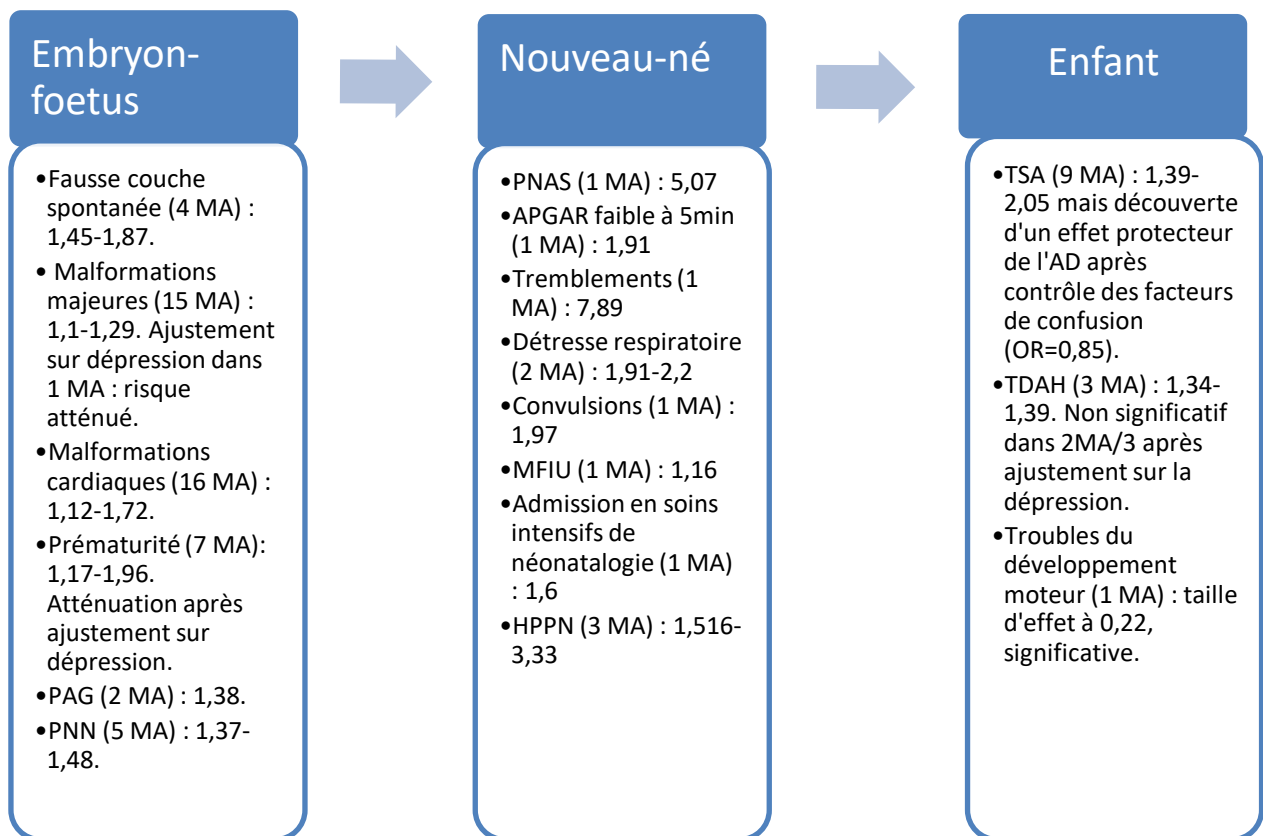 Embryon-
foetus
•Fausse couche
spontanée (4 MA) :
1,45-1,87.
• Malformations
majeures (15 MA) :
1,1-1,29. Ajustement
sur dépression dans
1 MA : risque
atténué.
•Malformations
cardiaques (16 MA) :
1,12-1,72.
•Prématurité (7 MA):
1,17-1,96.
Atténuation après
ajustement sur
dépression.
•PAG (2 MA) : 1,38.
•PNN (5 MA) : 1,37-
1,48.
Nouveau-né
•PNAS (1 MA) : 5,07
•APGAR faible à 5min
(1 MA) : 1,91
•Tremblements (1
MA) : 7,89
•Détresse respiratoire
(2 MA) : 1,91-2,2
•Convulsions (1 MA) :
1,97
•MFIU (1 MA) : 1,16
•Admission en soins
intensifs de
néonatalogie (1 MA)
: 1,6
•HPPN (3 MA) : 1,516-
3,33
Enfant
•TSA (9 MA) : 1,39-
2,05 mais découverte
d'un effet protecteur
de l'AD après
contrôle des facteurs
de confusion
(OR=0,85).
•TDAH (3 MA) : 1,34-
1,39. Non significatif
dans 2MA/3 après
ajustement sur la
dépression.
•Troubles du
développement
moteur (1 MA) : taille
d'effet à 0,22,
significative.